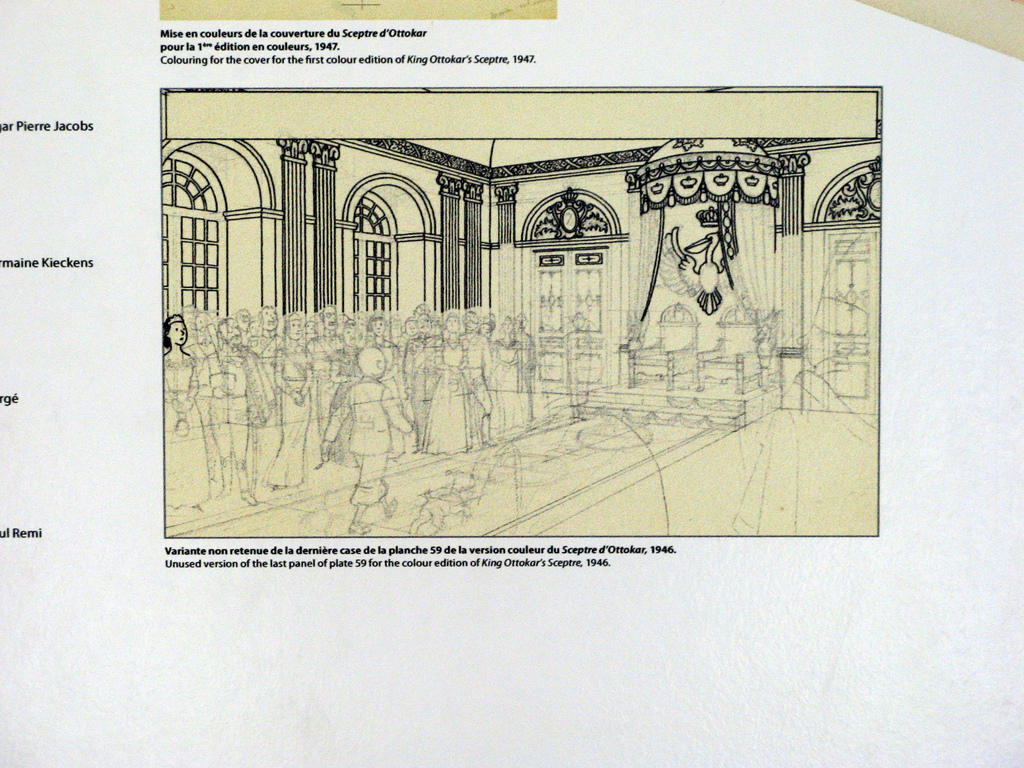 Mise en couleurs de la couverture du Sceptre d'Ottokar
pour la 1ère édition en couleurs, 1947.
Colouring for the cover for the first colour edition of King Ottokar's Sceptre, 1947.
ar Pierre Jacobs
rmaine Kieckens
rgé
ul Remi
Variante non retenue de la dernière case de la planche 59 de la version couleur du Sceptre d'Ottokar, 1946.
Unused version of the last panel of plate 59 for the colour edition of King Ottokar's Sceptre, 1946.